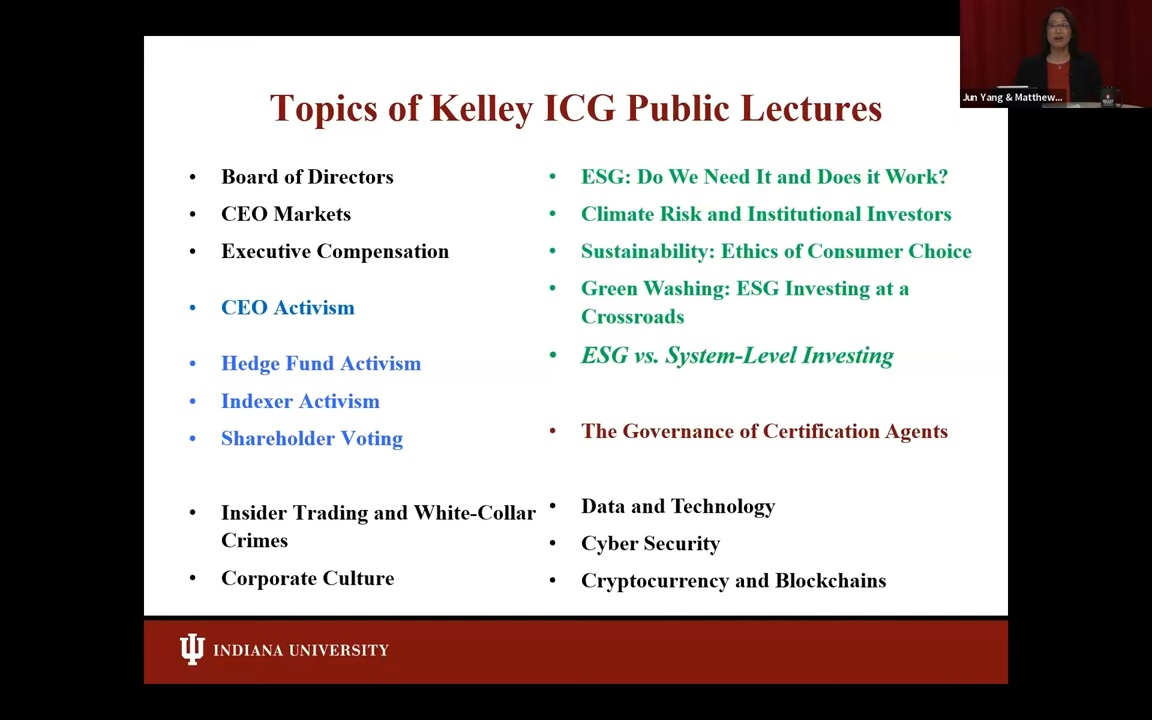 Topics of Kelley ICG Public Lectures
• Board of Directors
• CEO Markets
• Executive Compensation
• CEO Activism
• Hedge Fund Activism
• Indexer Activism
• Shareholder Voting
• Insider Trading and White-Collar
Crimes
• Corporate Culture
• ESG: Do We Need It and Does it Work?
• Climate Risk and Institutional Investors
• Sustainability: Ethics of Consumer Choice
• Green Washing: ESG Investing at a
Crossroads
• ESG vs. System-Level Investing
• The Governance of Certification Agents
• Data and Technology
• Cyber Security
• Cryptocurrency and Blockchains
INDIANA UNIVERSITY
Jun Yang & Matthew...